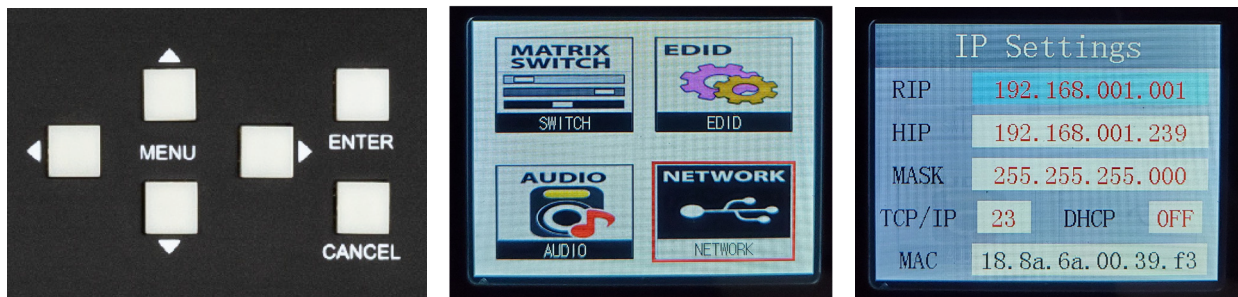 MENU
ENTER
CANCEL
MATRIX
SWITCH
SWITCH
EDID
EDID
AUDIO
AUDIO
NETWORK
NETWORK
IP Settings
RIP 192.168.001.001
HIP 192.168.001.239
MASK 255.255.255.000
TCP/IP 23 DHCP OFF
MAC 18.8a.6a.00.39.f3